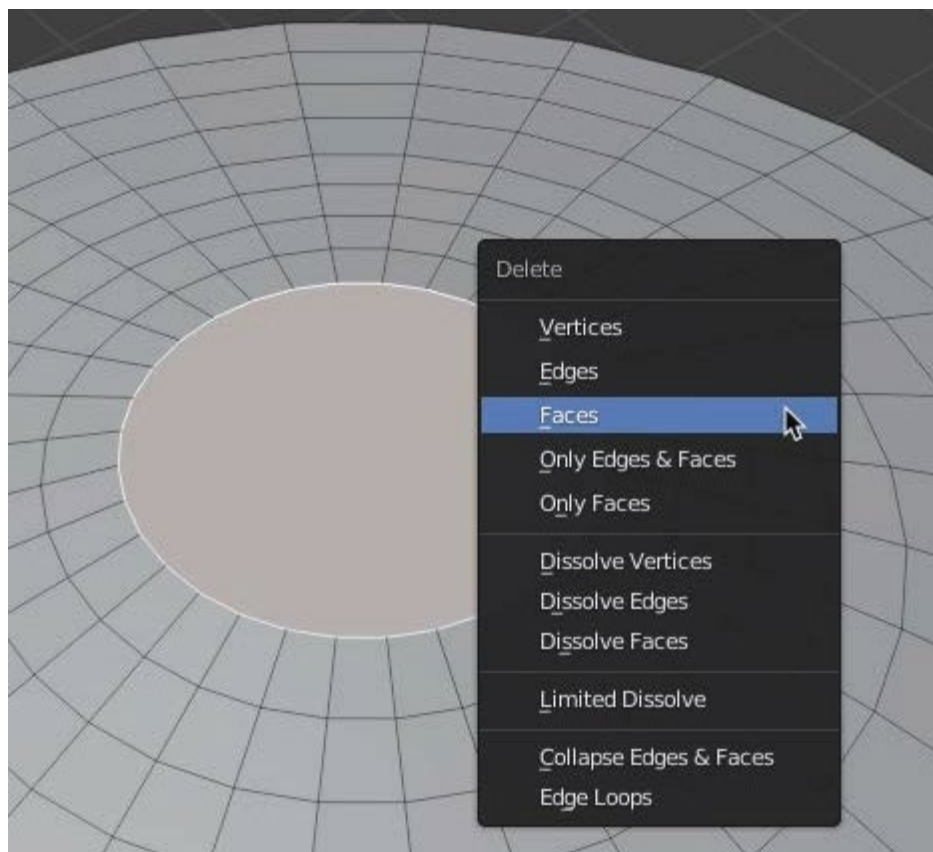 Delete
Vertices
Edges
Faces
Only Edges & Faces
Only Faces
Dissolve Vertices
Dissolve Edges
Dissolve Faces
Limited Dissolve
Collapse Edges & Faces
Edge Loops